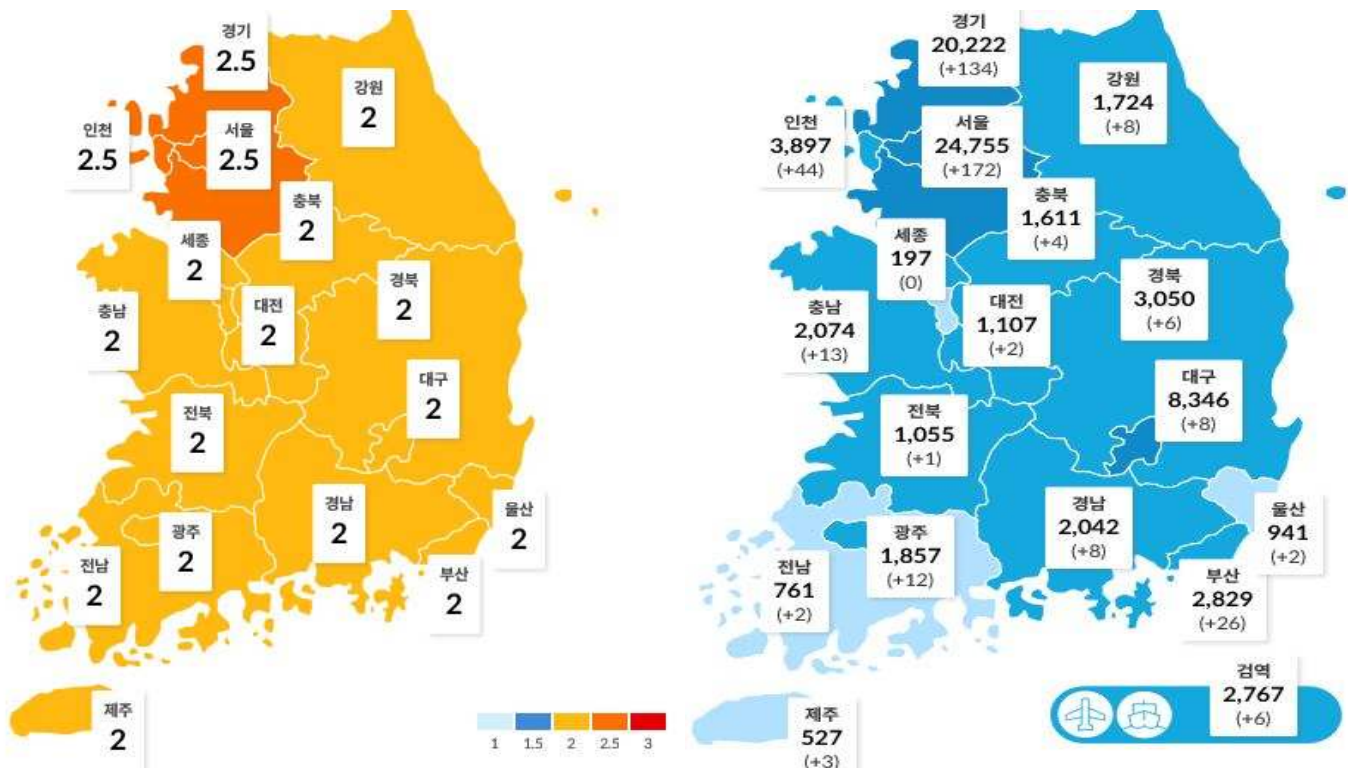 경기
2.5
강원
2
인천
2.5
서울
2.5
충북
2
세종
2
경북
2
대전
2
충남
2
대구
2
전북
2
경남
2
울산
2
광주
2
전남
2
부산
2
제주
2
1 1.5 2 2.5 3
경기
20,222
(+134)
강원
1,724
(+8)
인천
3,897
(+44)
서울
24,755
(+172)
충북
1,611
(+4)
세종
197
(0)
경북
3,050
(+6)
대전
1,107
(+2)
충남
2,074
(+13)
대구
8,346
(+8)
전북
1,055
(+1)
경남
2,042
(+8)
울산
941
(+2)
광주
1,857
(+12)
전남
761
(+2)
부산
2,829
(+26)
검역
2,767
(+6)
제주
527
(+3)